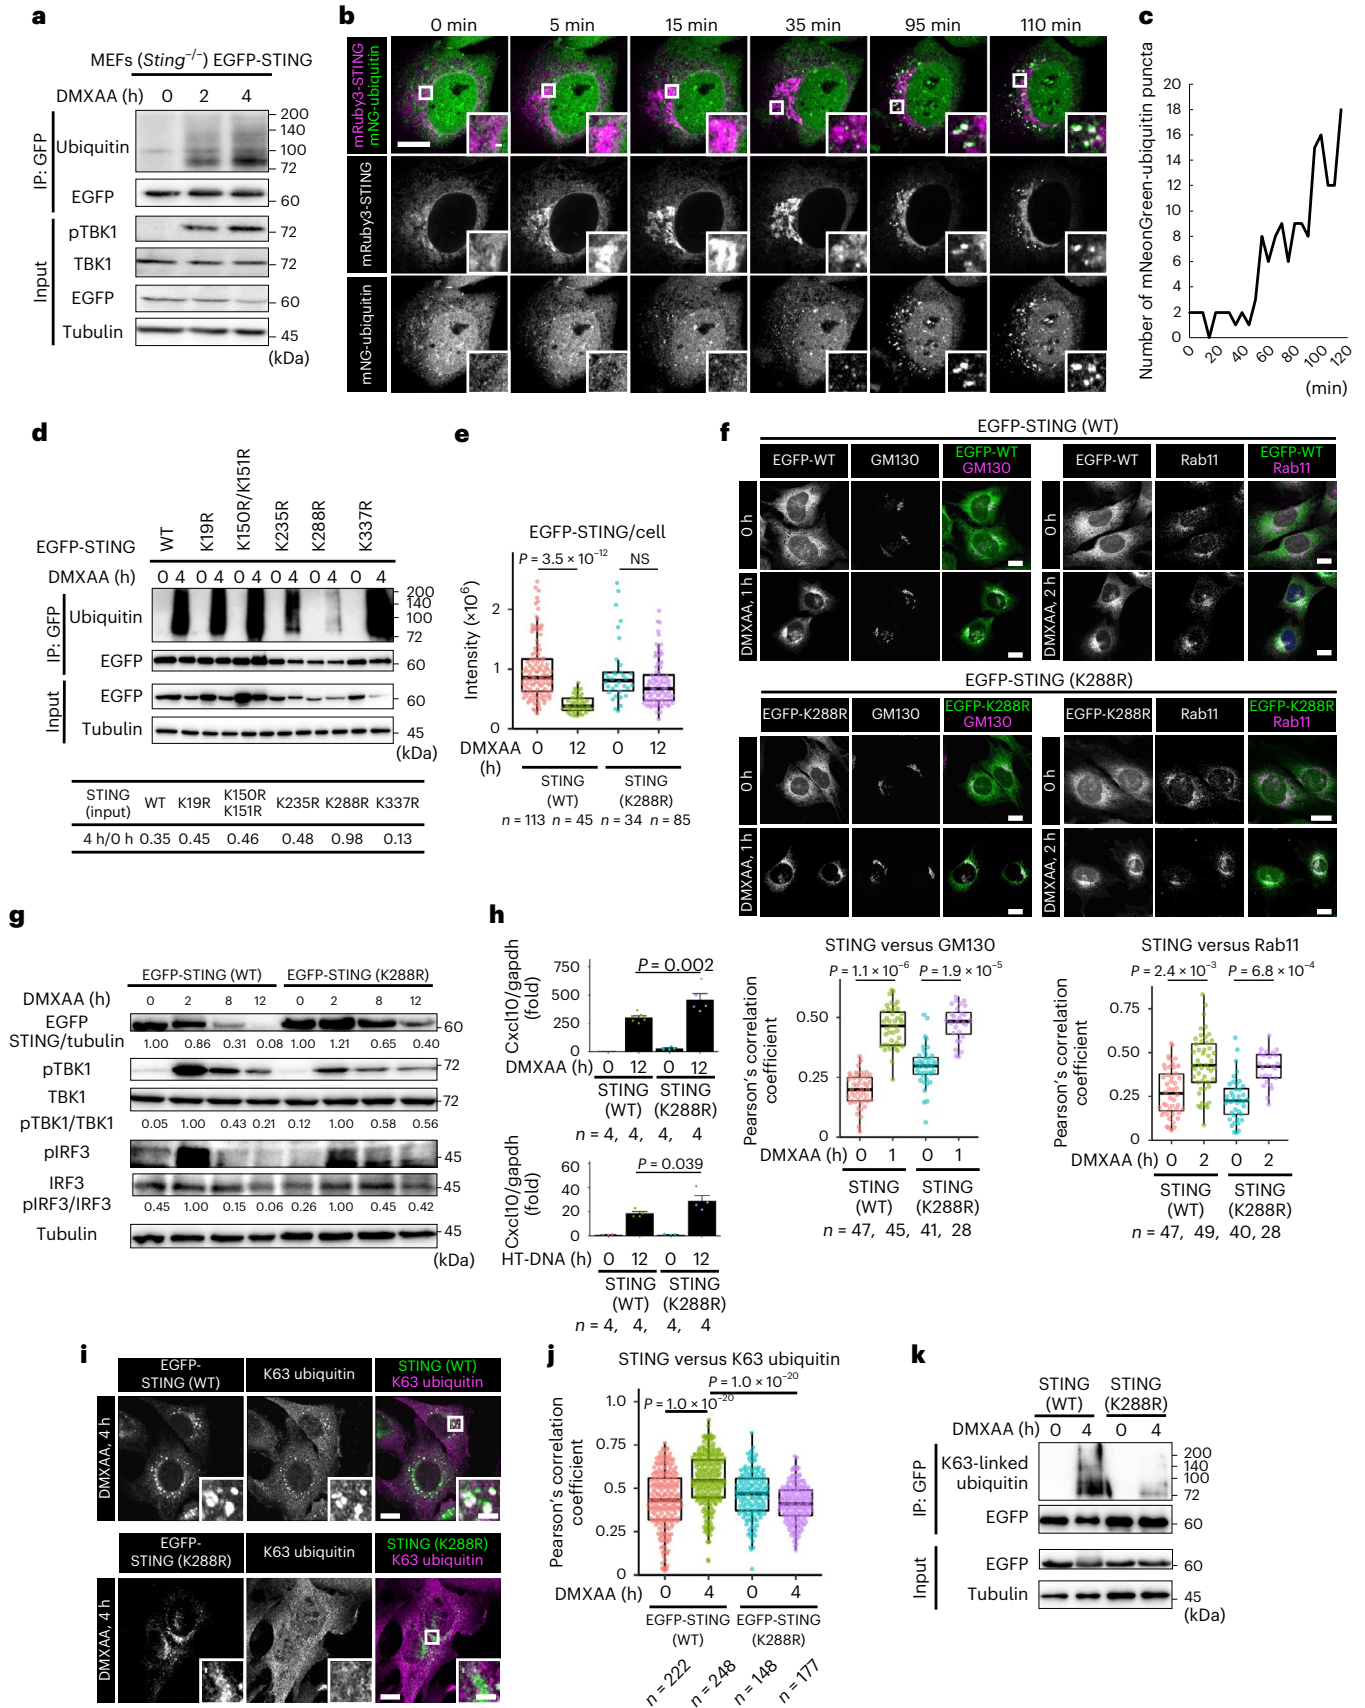 a
MEFs (Sting−/−) EGFP-STING
DMXAA (h) 0 2 4
IP: GFP
Ubiquitin
200
140
100
72
EGFP
60
Input
pTBK1
72
TBK1
72
EGFP
60
Tubulin
45
(kDa)
b
0 min 5 min 15 min 35 min 95 min 110 min
mRuby3-STING
mNG-ubiquitin
mRuby3-STING
mNG-ubiquitin
c
Number of mNeonGreen-ubiquitin puncta
20
18
16
14
12
10
8
6
4
2
0
0 20 40 60 80 100 120
(min)
d
EGFP-STING
WT K19R K150R/K151R K235R K288R K337R
DMXAA (h) 0 4 0 4 0 4 0 4 0 4 0 4
IP: GFP
Ubiquitin
200
140
100
72
EGFP
60
Input
EGFP
60
Tubulin
45
(kDa)
STING (input) WT K19R K150R K151R K235R K288R K337R
4 h/0 h 0.35 0.45 0.46 0.48 0.98 0.13
e
EGFP-STING/cell
P = 3.5 × 10−12 NS
Intensity (×10⁶)
2
1
0
DMXAA (h) 0 12 0 12
STING (WT) STING (K288R)
n = 113 n = 45 n = 34 n = 85
f
EGFP-STING (WT)
EGFP-WT GM130 EGFP-WT GM130 EGFP-WT Rab11 EGFP-WT Rab11
0 h 0 h
DMXAA, 1 h DMXAA, 2 h
EGFP-STING (K288R)
EGFP-K288R GM130 EGFP-K288R GM130 EGFP-K288R Rab11 EGFP-K288R Rab11
0 h 0 h
DMXAA, 1 h DMXAA, 2 h
STING versus GM130
P = 1.1 × 10−6 P = 1.9 × 10−5
Pearson's correlation coefficient
0.50
0.25
0
DMXAA (h) 0 1 0 1
STING (WT) STING (K288R)
n = 47, 45, 41, 28
STING versus Rab11
P = 2.4 × 10−3 P = 6.8 × 10−4
Pearson's correlation coefficient
0.75
0.50
0.25
0
DMXAA (h) 0 2 0 2
STING (WT) STING (K288R)
n = 47, 49, 40, 28
g
EGFP-STING (WT) EGFP-STING (K288R)
DMXAA (h) 0 2 8 12 0 2 8 12
EGFP
60
STING/tubulin 1.00 0.86 0.31 0.08 1.00 1.21 0.65 0.40
pTBK1
72
TBK1
72
pTBK1/TBK1 0.05 1.00 0.43 0.21 0.12 1.00 0.58 0.56
pIRF3
45
IRF3
45
pIRF3/IRF3 0.45 1.00 0.15 0.06 0.26 1.00 0.45 0.42
Tubulin
45
(kDa)
h
Cxcl10/gapdh (fold)
750
500
250
0
P = 0.002
DMXAA (h) 0 12 0 12
STING (WT) STING (K288R)
n = 4, 4, 4, 4
Cxcl10/gapdh (fold)
60
40
20
0
P = 0.039
HT-DNA (h) 0 12 0 12
STING (WT) STING (K288R)
n = 4, 4, 4, 4
i
EGFP-STING (WT) K63 ubiquitin STING (WT) K63 ubiquitin
DMXAA, 4 h
EGFP-STING (K288R) K63 ubiquitin STING (K288R) K63 ubiquitin
DMXAA, 4 h
j
STING versus K63 ubiquitin
P = 1.0 × 10−20
P = 1.0 × 10−20
Pearson's correlation coefficient
1.0
0.75
0.5
0.25
0
DMXAA (h) 0 4 0 4
EGFP-STING (WT) EGFP-STING (K288R)
n = 222 n = 248 n = 148 n = 177
k
STING (WT) STING (K288R)
DMXAA (h) 0 4 0 4
IP: GFP
K63-linked ubiquitin
200
140
100
72
EGFP
60
Input
EGFP
60
Tubulin
45
(kDa)